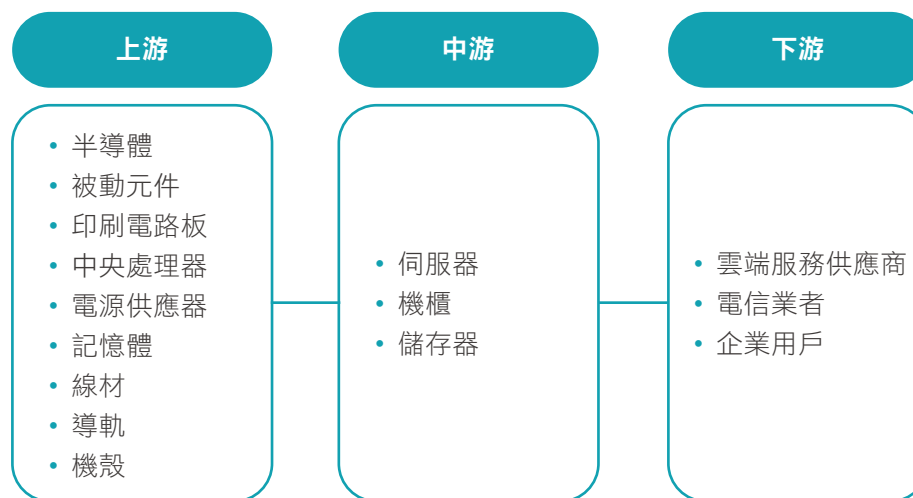 上游
• 半導體
• 被動元件
• 印刷電路板
• 中央處理器
• 電源供應器
• 記憶體
• 線材
• 導軌
• 機殼
中游
• 伺服器
• 機櫃
• 儲存器
下游
• 雲端服務供應商
• 電信業者
• 企業用戶